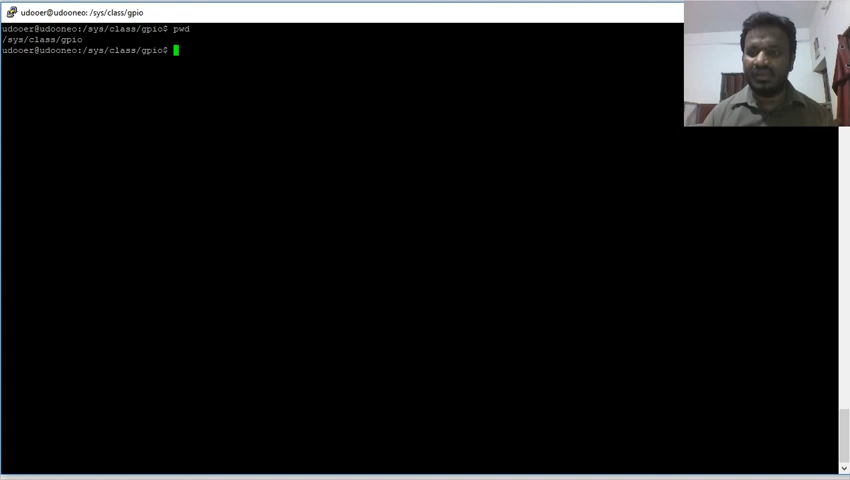 udooer@udooneo: /sys/class/gpio
udooer@udooneo:/sys/class/gpio$ pwd
/sys/class/gpio
udooer@udooneo:/sys/class/gpio$